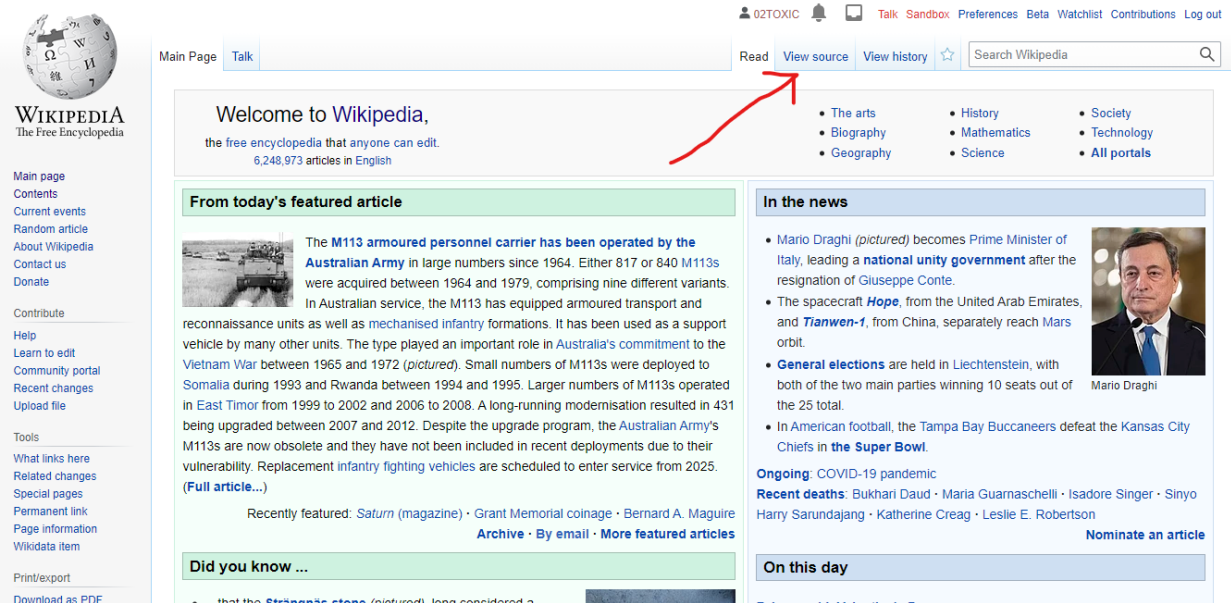 02TOXIC Talk Sandbox Preferences Beta Watchlist Contributions Log out
Main Page Talk Read View source View history Search Wikipedia
WIKIPEDIA
The Free Encyclopedia
Main page
Contents
Current events
Random article
About Wikipedia
Contact us
Donate
Contribute
Help
Learn to edit
Community portal
Recent changes
Upload file
Tools
What links here
Related changes
Special pages
Permanent link
Page information
Wikidata item
Print/export
Download as PDF
Welcome to Wikipedia,
the free encyclopedia that anyone can edit.
6,248,973 articles in English
• The arts
• Biography
• Geography
• History
• Mathematics
• Science
• Society
• Technology
• All portals
From today's featured article
The M113 armoured personnel carrier has been operated by the
Australian Army in large numbers since 1964. Either 817 or 840 M113s
were acquired between 1964 and 1979, comprising nine different variants.
In Australian service, the M113 has equipped armoured transport and
reconnaissance units as well as mechanised infantry formations. It has been used as a support
vehicle by many other units. The type played an important role in Australia's commitment to the
Vietnam War between 1965 and 1972 (pictured). Small numbers of M113s were deployed to
Somalia during 1993 and Rwanda between 1994 and 1995. Larger numbers of M113s operated
in East Timor from 1999 to 2002 and 2006 to 2008. A long-running modernisation resulted in 431
being upgraded between 2007 and 2012. Despite the upgrade program, the Australian Army's
M113s are now obsolete and they have not been included in recent deployments due to their
vulnerability. Replacement infantry fighting vehicles are scheduled to enter service from 2025.
(Full article...)
Recently featured: Saturn (magazine) · Grant Memorial coinage · Bernard A. Maguire
Archive · By email · More featured articles
Did you know ...
that the Strängnäs stone (pictured), long considered a
In the news
• Mario Draghi (pictured) becomes Prime Minister of
Italy, leading a national unity government after the
resignation of Giuseppe Conte.
• The spacecraft Hope, from the United Arab Emirates,
and Tianwen-1, from China, separately reach Mars
orbit.
• General elections are held in Liechtenstein, with
both of the two main parties winning 10 seats out of
the 25 total.
• In American football, the Tampa Bay Buccaneers defeat the Kansas City
Chiefs in the Super Bowl.
Mario Draghi
Ongoing: COVID-19 pandemic
Recent deaths: Bukhari Daud · Maria Guarnaschelli · Isadore Singer · Sinyo
Harry Sarundajang · Katherine Creag · Leslie E. Robertson
Nominate an article
On this day